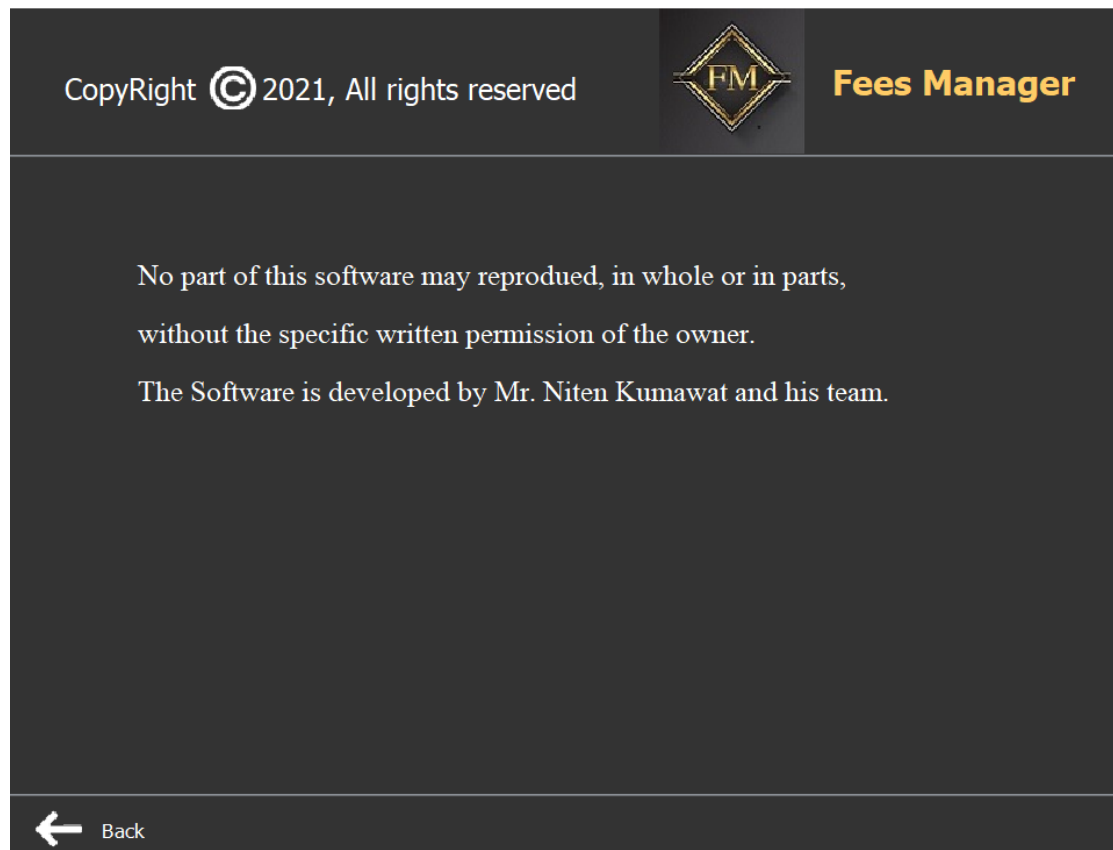 CopyRight © 2021, All rights reserved
FM
Fees Manager
No part of this software may reprodued, in whole or in parts,
without the specific written permission of the owner.
The Software is developed by Mr. Niten Kumawat and his team.
Back